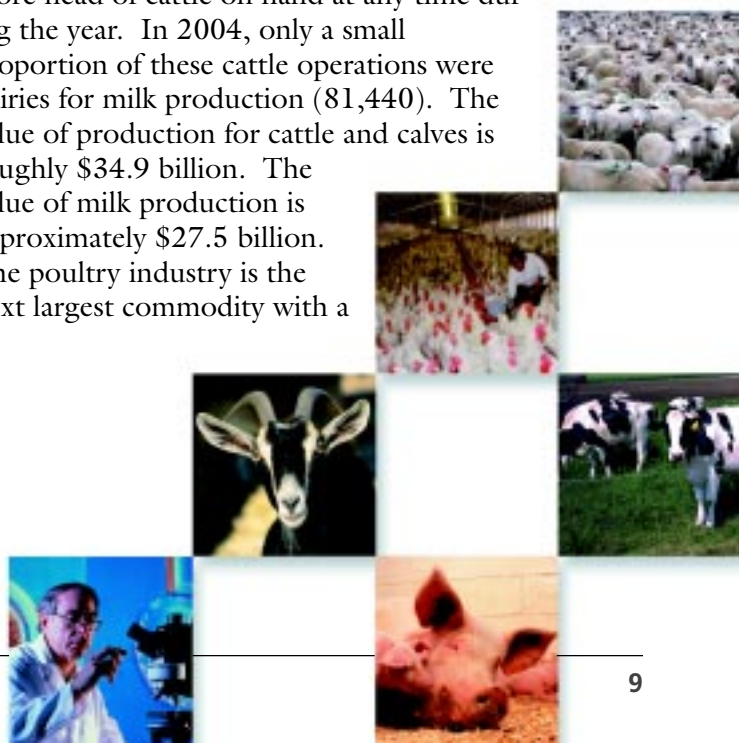 ore head of cattle on hand at any time dur
g the year. In 2004, only a small
oportion of these cattle operations were
iries for milk production (81,440). The
lue of production for cattle and calves is
ughly $34.9 billion. The
lue of milk production is
proximately $27.5 billion.
he poultry industry is the
xt largest commodity with a
9